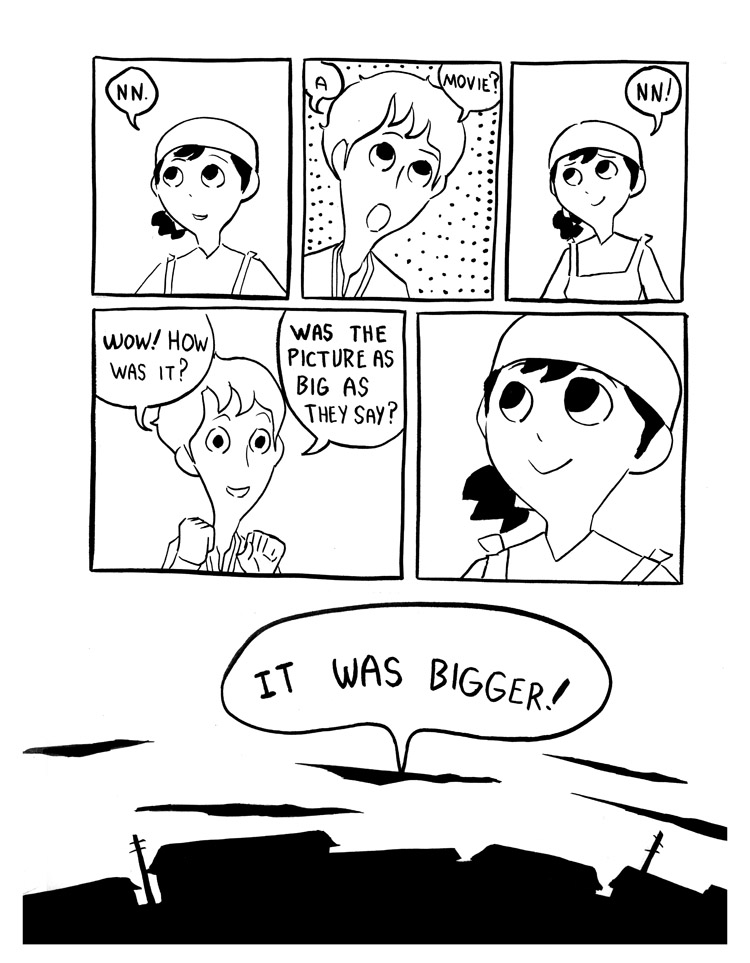 NN.
A
MOVIE?
NN!
WOW! HOW
WAS IT?
WAS THE
PICTURE AS
BIG AS
THEY SAY?
IT WAS BIGGER!